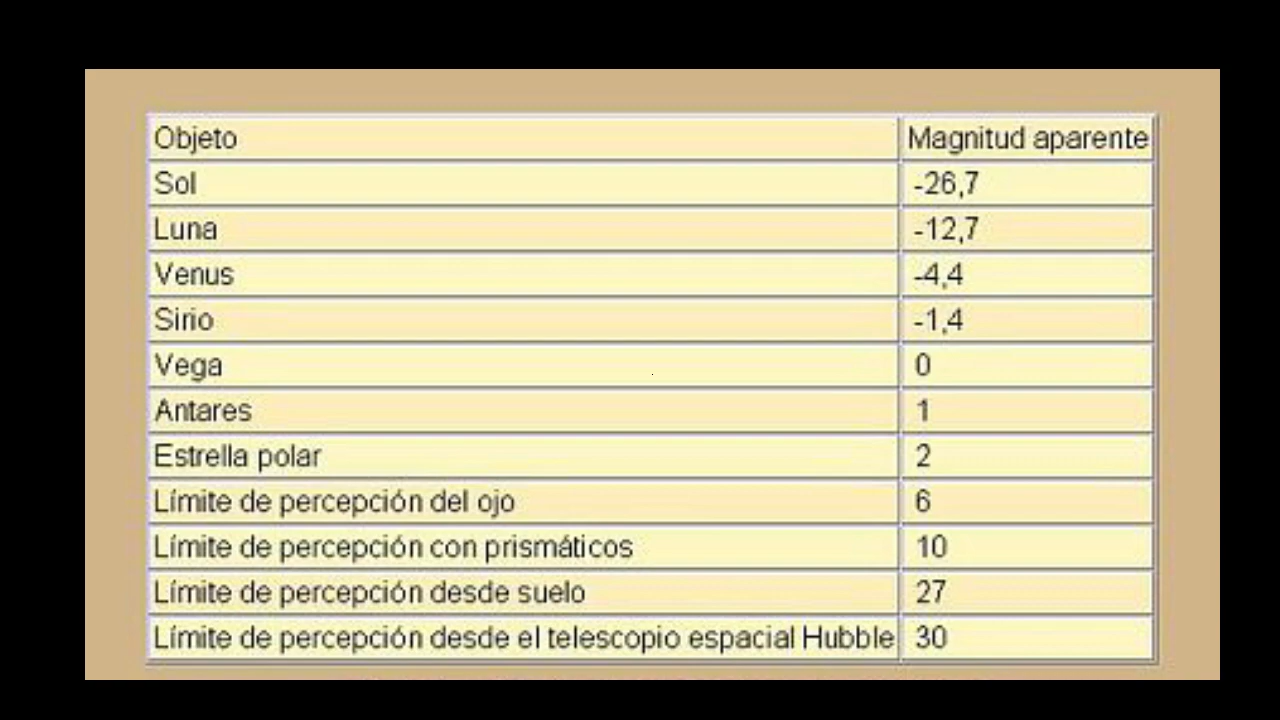 Objeto Magnitud aparente
Sol -26,7
Luna -12,7
Venus -4,4
Sirio -1,4
Vega 0
Antares 1
Estrella polar 2
Límite de percepción del ojo 6
Límite de percepción con prismáticos 10
Límite de percepción desde suelo 27
Límite de percepción desde el telescopio espacial Hubble 30